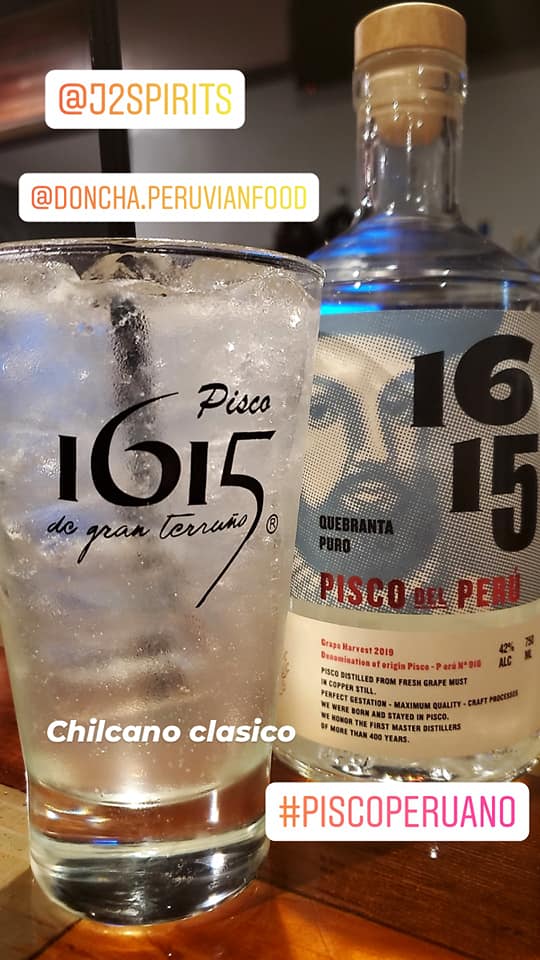 @J2SPIRITS
@DONCHA.PERUVIANFOOD
Pisco
1615
de gran terruño ®
16
15
QUEBRANTA
PURO
PISCO DEL PERÚ
Grape Harvest 2019
Denomination of origin Pisco - Perú Nº 916
42%
ALC
750
ML
PISCO DISTILLED FROM FRESH GRAPE MUST
IN COPPER STILL.
PERFECT GESTATION - MAXIMUM QUALITY - CRAFT PROCESSES
WE WERE BORN AND STAYED IN PISCO.
WE HONOR THE FIRST MASTER DISTILLERS
OF MORE THAN 400 YEARS.
Chilcano clasico
#PISCOPERUANO